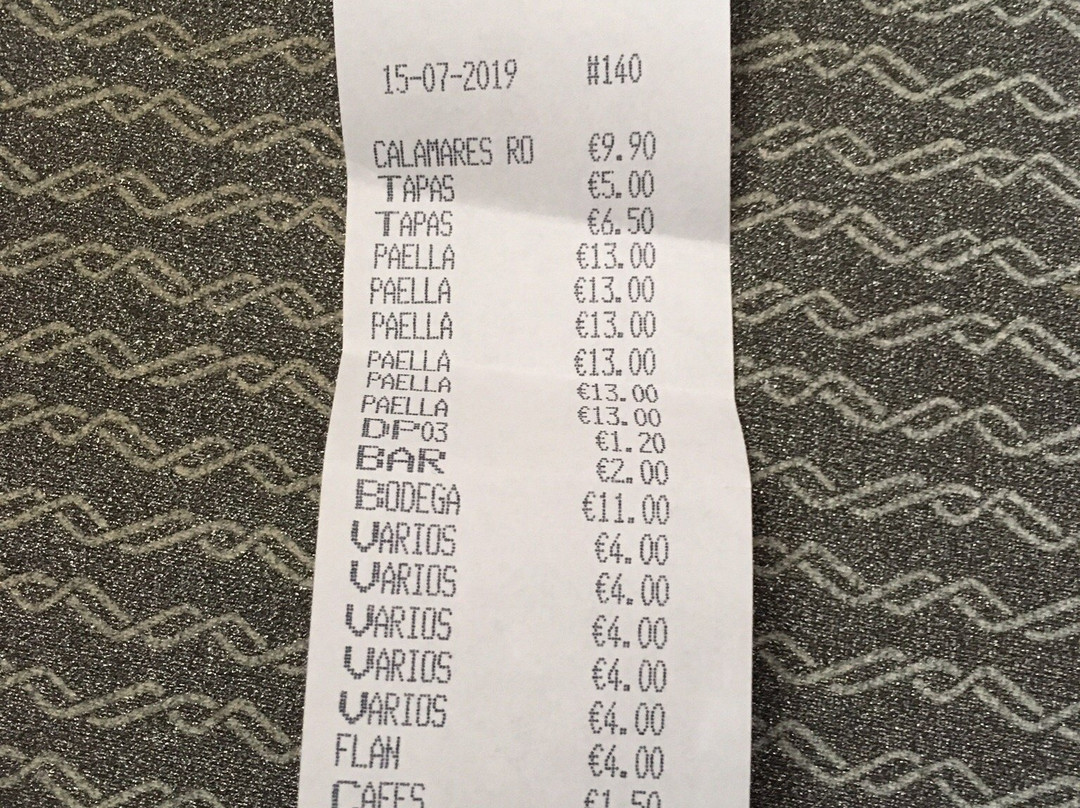 15-07-2019 #140
CALAMARES RO €9.90
TAPAS €5.00
TAPAS €6.50
PAELLA €13.00
PAELLA €13.00
PAELLA €13.00
PAELLA €13.00
PAELLA €13.00
PAELLA €13.00
DP03 €1.20
BAR €2.00
BODEGA €11.00
VARIOS €4.00
VARIOS €4.00
VARIOS €4.00
VARIOS €4.00
VARIOS €4.00
FLAN €4.00
CAFES €1.50